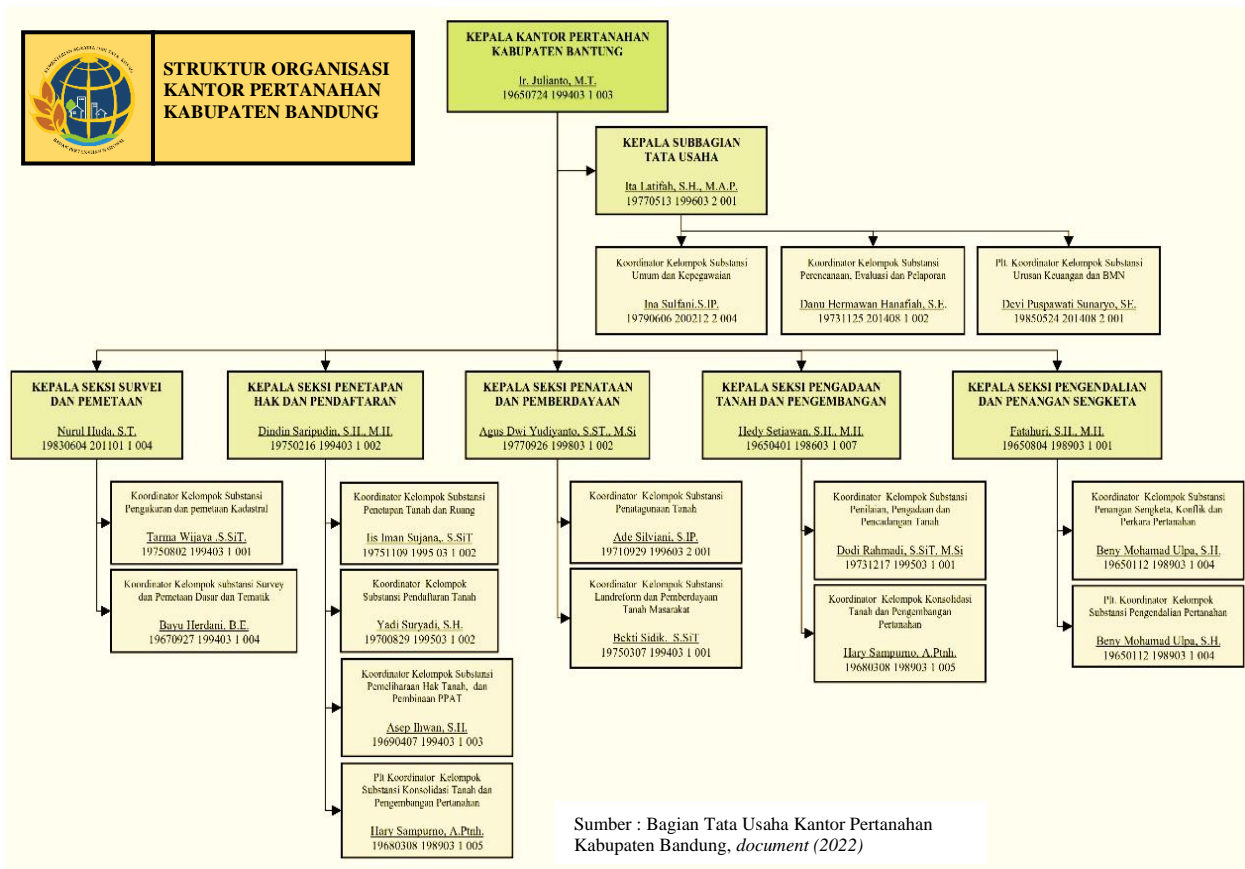 KEMENTERIAN AGRARIA DAN TATA RUANG
BADAN PERTANAHAN NASIONAL
STRUKTUR ORGANISASI
KANTOR PERTANAHAN
KABUPATEN BANDUNG
KEPALA KANTOR PERTANAHAN
KABUPATEN BANTUNG
Ir. Julianto, M.T.
19650724 199403 1 003
KEPALA SUBBAGIAN
TATA USAHA
Ita Latifah, S.H., M.A.P.
19770513 199603 2 001
Koordinator Kelompok Substansi
Umum dan Kepegawaian
Ina Sulfani.S.IP.
19790606 200212 2 004
Koordinator Kelompok Substansi
Perencanaan, Evaluasi dan Pelaporan
Danu Hermawan Hanafiah, S.E.
19731125 201408 1 002
Plt. Koordinator Kelompok Substansi
Urusan Keuangan dan BMN
Devi Puspawati Sunaryo, SE.
19850524 201408 2 001
KEPALA SEKSI SURVEI
DAN PEMETAAN
Nurul Huda, S.T.
19830604 201101 1 004
Koordinator Kelompok Substansi
Pengukuran dan pemetaan Kadastral
Tarma Wijaya .S.SiT.
19750802 199403 1 001
Koordinator Kelompok substansi Survey
dan Pemetaan Dasar dan Tematik
Bayu Herdani, B.E.
19670927 199403 1 004
KEPALA SEKSI PENETAPAN
HAK DAN PENDAFTARAN
Dindin Saripudin, S.H., M.H.
19750216 199403 1 002
Koordinator Kelompok Substansi
Penetapan Tanah dan Ruang
Iis Iman Sujana,. S.SiT
19751109 1995 03 1 002
Koordinator Kelompok
Substansi Pendaftaran Tanah
Yadi Suryadi, S.H.
19700829 199503 1 002
Koordinator Kelompok Substansi
Pemeliharaan Hak Tanah, dan
Pembinaan PPAT
Asep Ihwan, S.H.
19690407 199403 1 003
Plt Koordinator Kelompok
Substansi Konsolidasi Tanah dan
Pengembangan Pertanahan
Hary Sampurno, A.Ptnh.
19680308 198903 1 005
KEPALA SEKSI PENATAAN
DAN PEMBERDAYAAN
Agus Dwi Yudiyanto, S.ST., M.Si
19770926 199803 1 002
Koordinator Kelompok Substansi
Penatagunaan Tanah
Ade Silviani, S.IP.
19710929 199603 2 001
Koordinator Kelompok Substansi
Landreform dan Pemberdayaan
Tanah Masarakat
Bekti Sidik. S.SiT
19750307 199403 1 001
KEPALA SEKSI PENGADAAN
TANAH DAN PENGEMBANGAN
Hedy Setiawan, S.H., M.H.
19650401 198603 1 007
Koordinator Kelompok Substansi
Penilaian, Pengadaan dan
Pencadangan Tanah
Dodi Rahmadi, S.SiT, M.Si
19731217 199503 1 001
Koordinator Kelompok Konsolidasi
Tanah dan Pengembangan
Pertanahan
Hary Sampurno, A.Ptnh.
19680308 198903 1 005
KEPALA SEKSI PENGENDALIAN
DAN PENANGAN SENGKETA
Fatahuri, S.H., M.H.
19650804 198903 1 001
Koordinator Kelompok Substansi
Penangan Sengketa, Konflik dan
Perkara Pertanahan
Beny Mohamad Ulpa, S.H.
19650112 198903 1 004
Plt. Koordinator Kelompok
Substansi Pengendalian Pertanahan
Beny Mohamad Ulpa, S.H.
19650112 198903 1 004
Sumber : Bagian Tata Usaha Kantor Pertanahan
Kabupaten Bandung, document (2022)